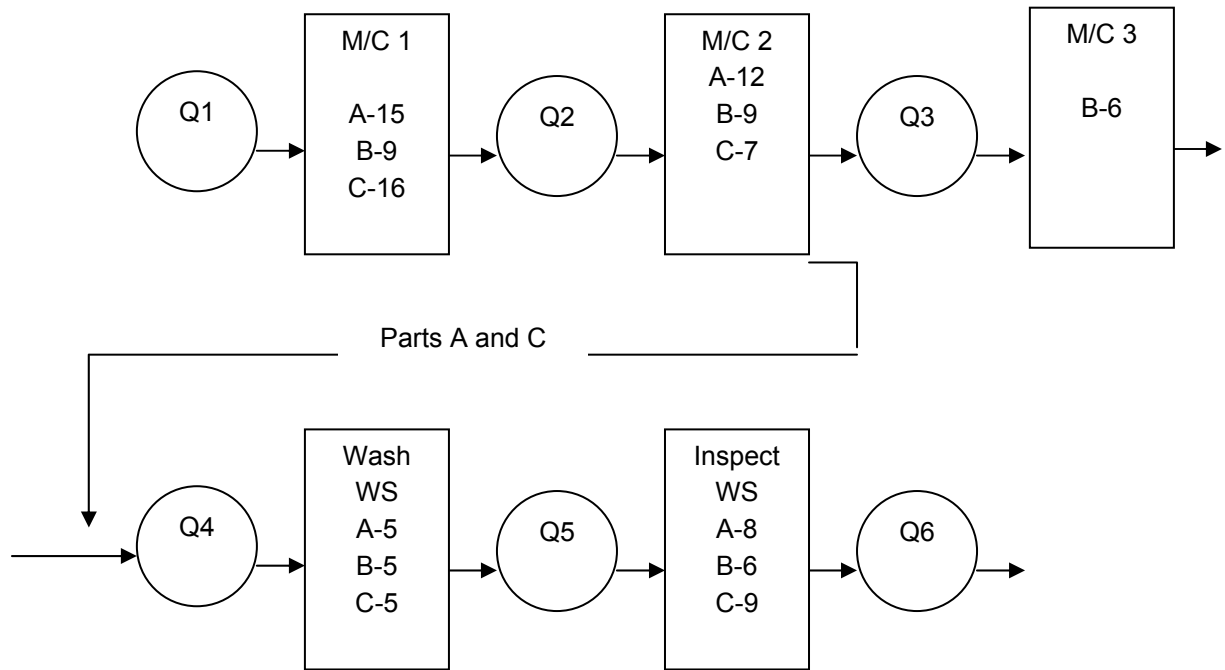 Q1
M/C 1
A-15
B-9
C-16
Q2
M/C 2
A-12
B-9
C-7
Q3
M/C 3
B-6
Parts A and C
Q4
Wash
WS
A-5
B-5
C-5
Q5
Inspect
WS
A-8
B-6
C-9
Q6